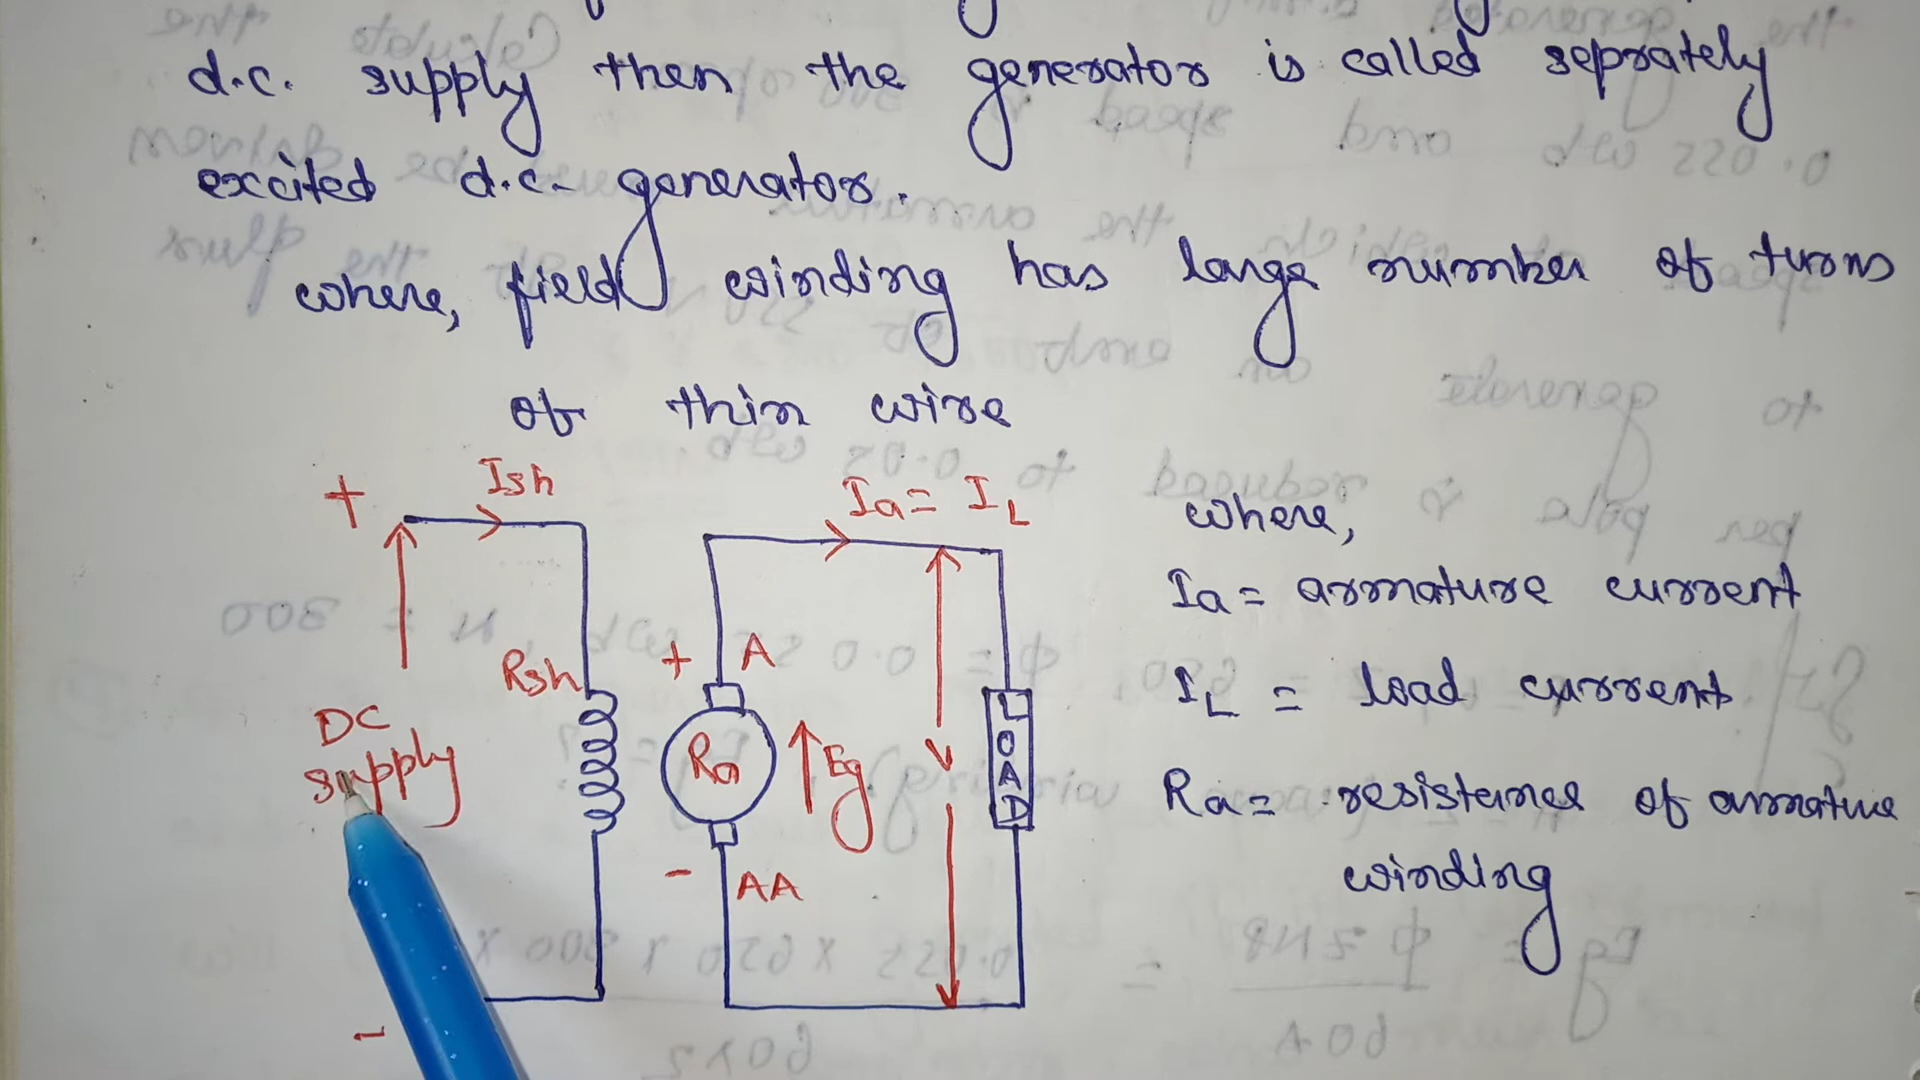 d.c. supply then the generator is called seprately
excited d.c. generator.
where, field winding has large number of turns
of thin wire
+ Ish
Ia = IL
where,
Ia = armature current
Rsh + A
IL = load current
DC
supply
Ra Eg V LOAD
Ra = resistance of armature
winding
- AA
-